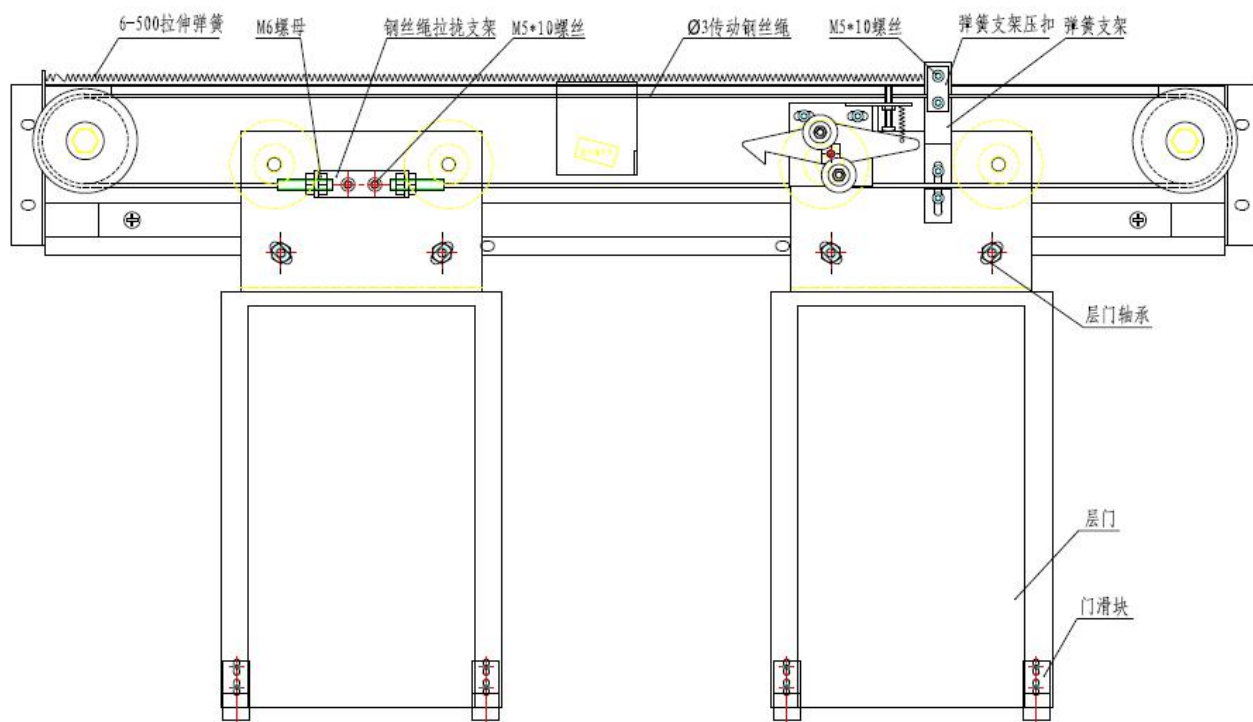 6-500拉伸弹簧
M6螺母
钢丝绳拉拢支架
M5*10螺丝
Ø3传动钢丝绳
M5*10螺丝
弹簧支架压扣
弹簧支架
层门轴承
层门
门滑块